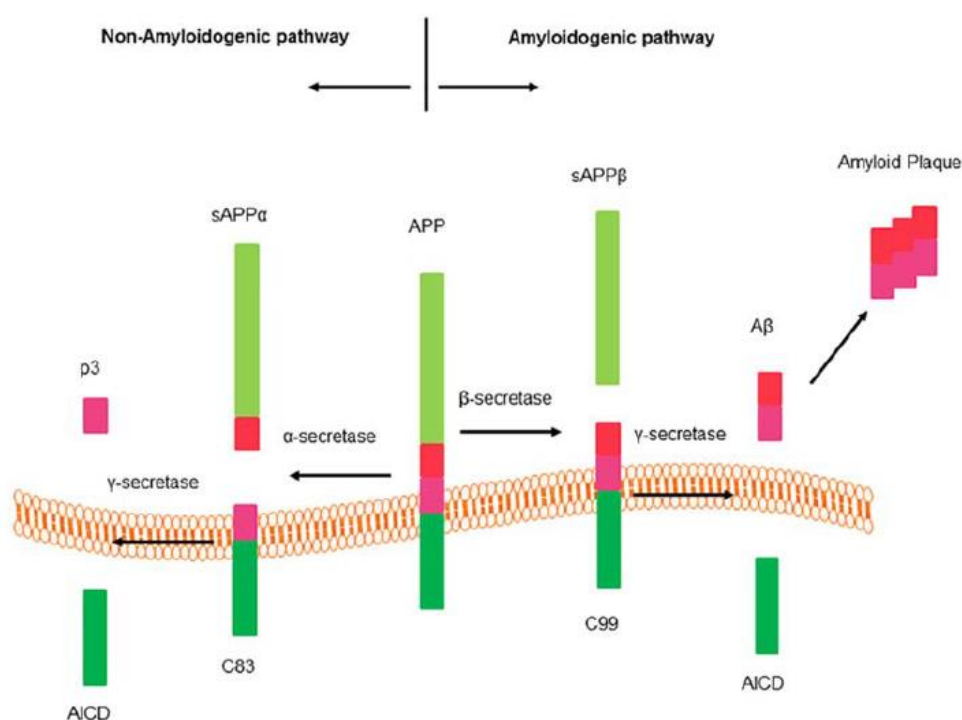 Non-Amyloidogenic pathway
Amyloidogenic pathway
Amyloid Plaque
sAPPβ
sAPPα
APP
Aβ
p3
β-secretase
α-secretase
γ-secretase
γ-secretase
C99
C83
AICD
AICD